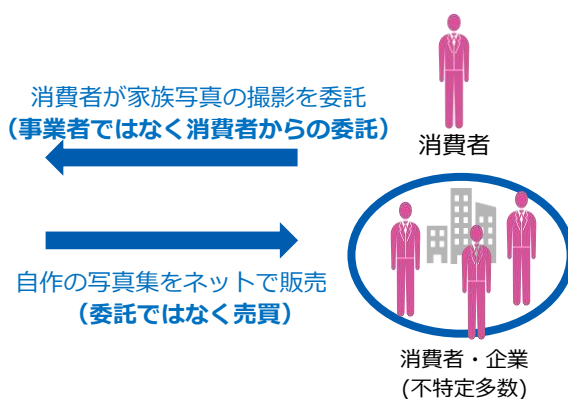 消費者が家族写真の撮影を委託
（事業者ではなく消費者からの委託）
消費者
自作の写真集をネットで販売
（委託ではなく売買）
消費者・企業
(不特定多数)